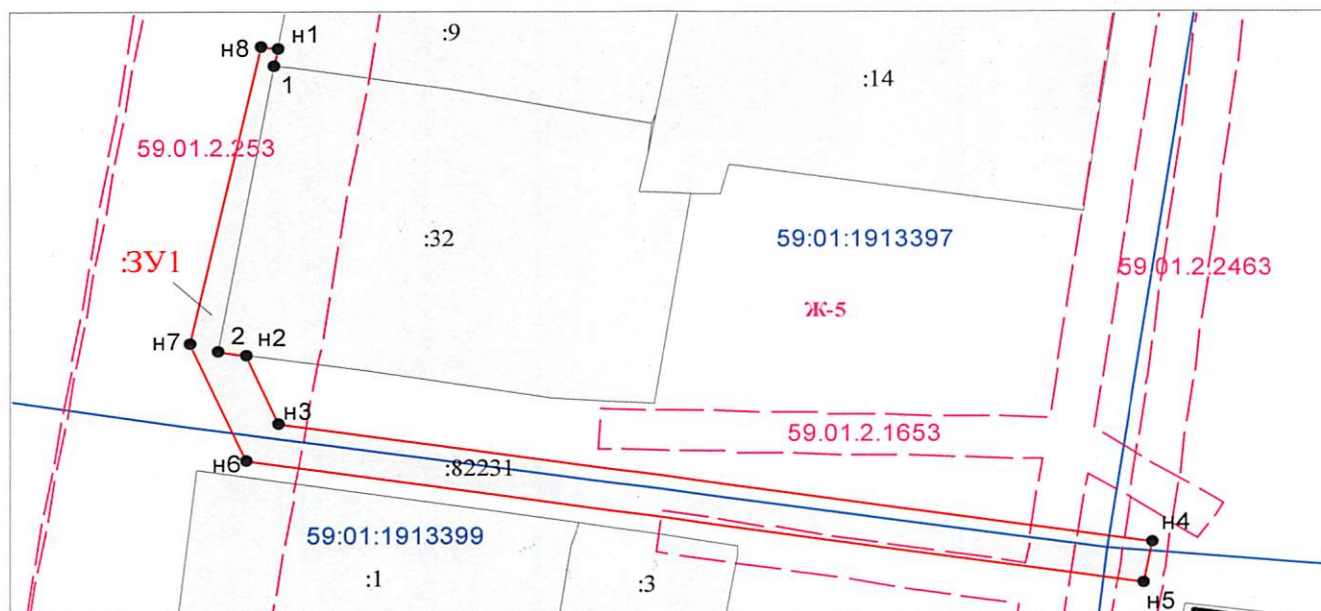 :9
н8
н1
1
:14
59.01.2.253
:32
59:01:1913397
59.01.2.2463
:ЗУ1
Ж-5
н7
2
н2
н3
59.01.2.1653
н6
:82231
н4
59:01:1913399
:1
:3
н5